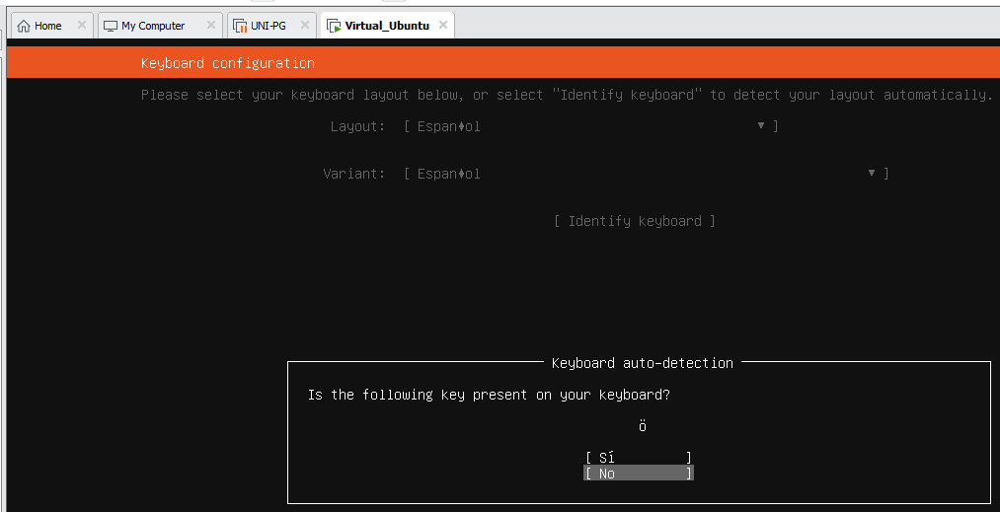 Home My Computer UNI-PG Virtual_Ubuntu
Keyboard configuration
Please select your keyboard layout below, or select "Identify keyboard" to detect your layout automatically.
Layout: [ Espan♦ol ▼ ]
Variant: [ Espan♦ol ▼ ]
[ Identify keyboard ]
Keyboard auto-detection
Is the following key present on your keyboard?
ö
[ Sí ]
[ No ]